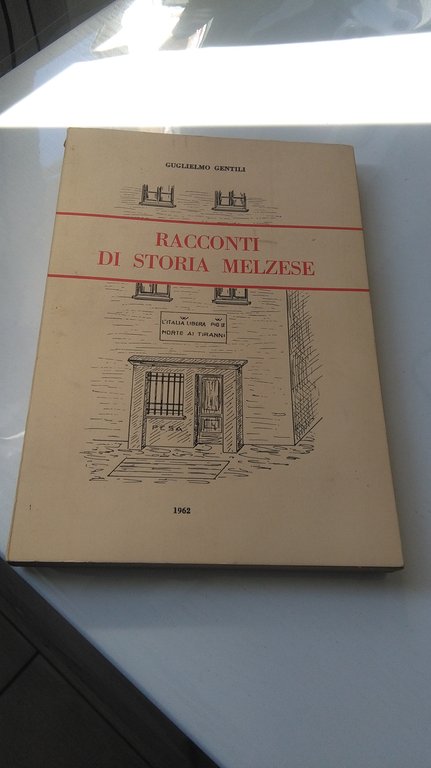 GUGLIELMO GENTILI
RACCONTI
DI STORIA MELZESE
W W
L'ITALIA LIBERA PIO IX
MORTE AI TIRANNI
PESA
1962